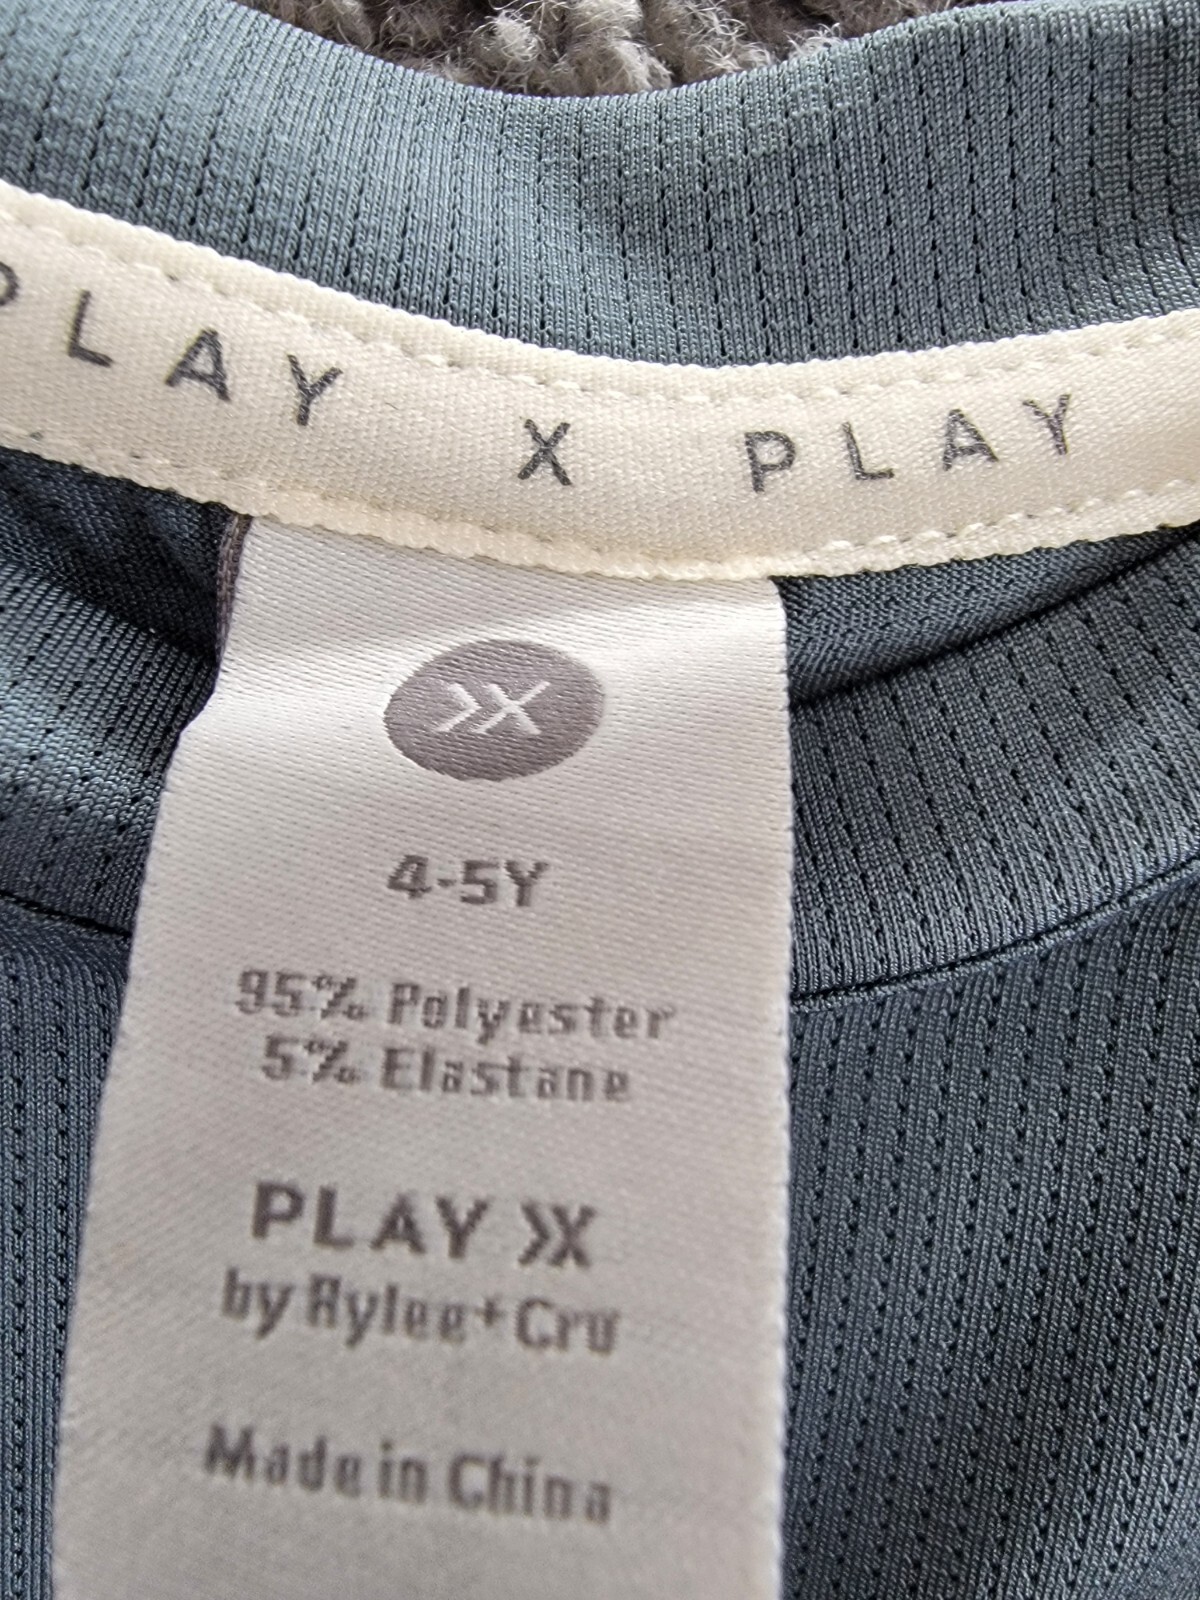 PLAY X PLAY
4-5Y
95% Polyester
5% Elastane
PLAY X
by Rylee+Cru
Made in China